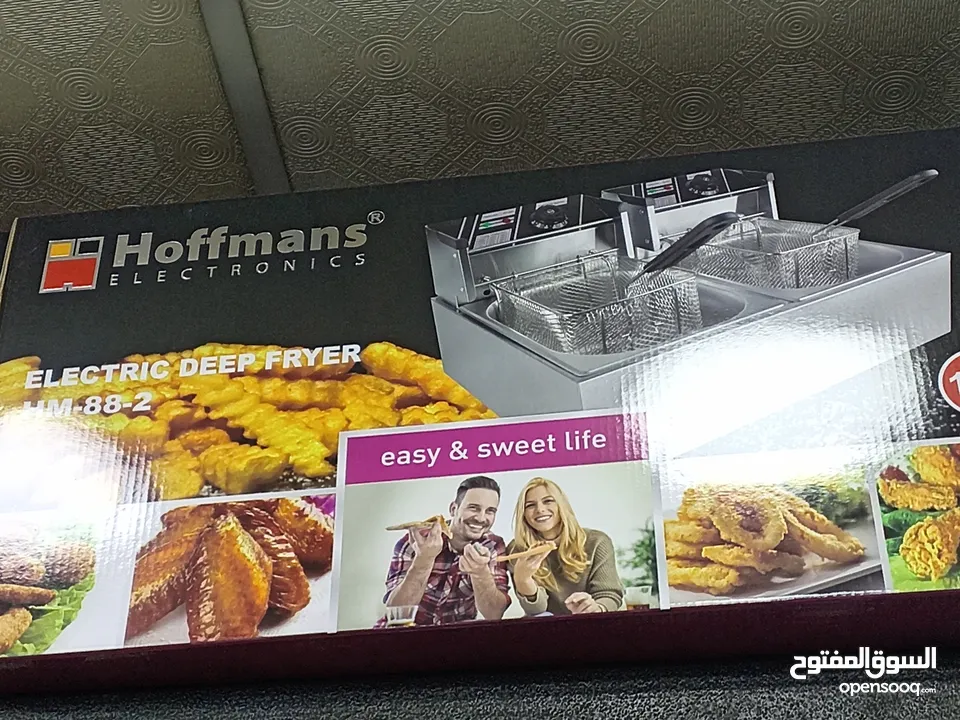 Hoffmans®
ELECTRONICS
ELECTRIC DEEP FRYER
HM-88-2
easy & sweet life
السوق المفتوح
opensooq.com